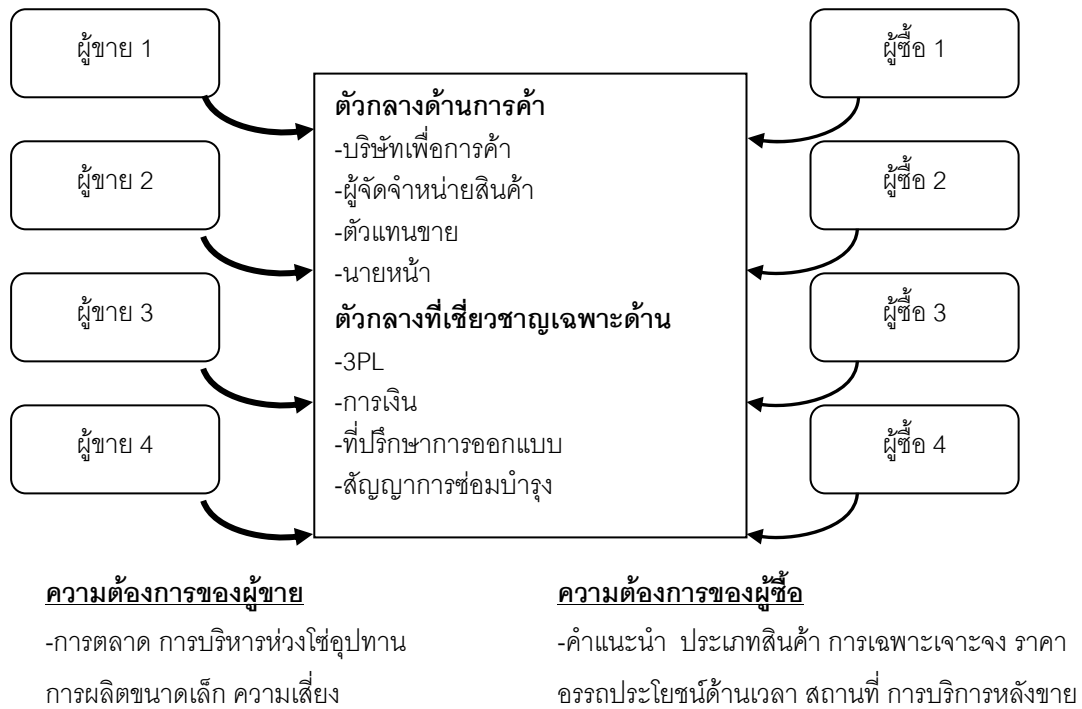 ผู้ขาย 1
ผู้ขาย 2
ผู้ขาย 3
ผู้ขาย 4
ตัวกลางด้านการค้า
-บริษัทเพื่อการค้า
-ผู้จัดจำหน่ายสินค้า
-ตัวแทนขาย
-นายหน้า
ตัวกลางที่เชี่ยวชาญเฉพาะด้าน
-3PL
-การเงิน
-ที่ปรึกษาการออกแบบ
-สัญญาการซ่อมบำรุง
ผู้ซื้อ 1
ผู้ซื้อ 2
ผู้ซื้อ 3
ผู้ซื้อ 4
ความต้องการของผู้ขาย
-การตลาด การบริหารห่วงโซ่อุปทาน
การผลิตขนาดเล็ก ความเสี่ยง
ความต้องการของผู้ซื้อ
-คำแนะนำ ประเภทสินค้า การเฉพาะเจาะจง ราคา
อรรถประโยชน์ด้านเวลา สถานที่ การบริการหลังขาย